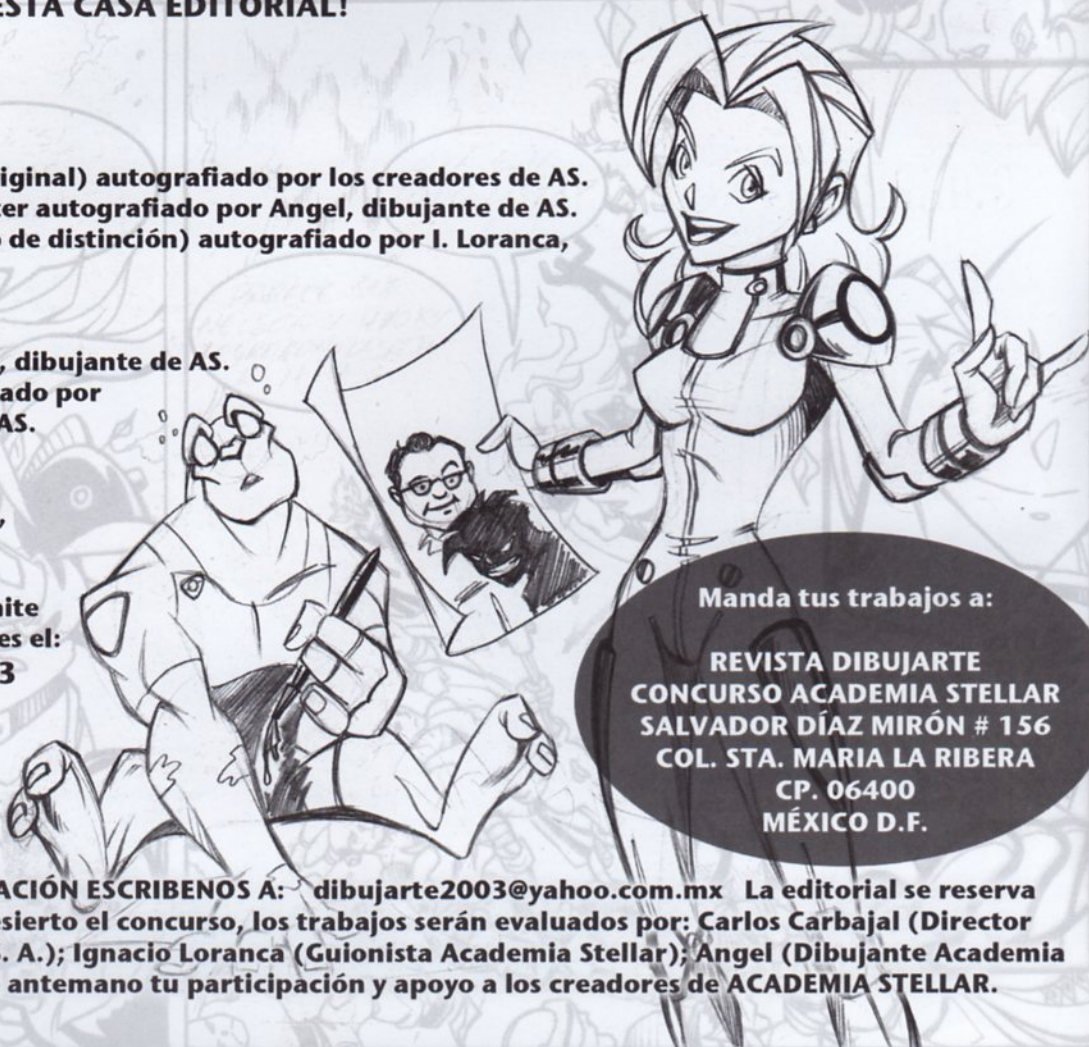 ESTA CASA EDITORIAL!
iginal) autografiado por los creadores de AS.
ter autografiado por Angel, dibujante de AS.
o de distinción) autografiado por I. Loranca,
, dibujante de AS.
ado por
AS.
,
nite
es el:
3
Manda tus trabajos a:
REVISTA DIBUJARTE
CONCURSO ACADEMIA STELLAR
SALVADOR DÍAZ MIRÓN # 156
COL. STA. MARIA LA RIBERA
CP. 06400
MÉXICO D.F.
ACIÓN ESCRIBENOS A: dibujarte2003@yahoo.com.mx La editorial se reserva
esierto el concurso, los trabajos serán evaluados por: Carlos Carbajal (Director
. A.); Ignacio Loranca (Guionista Academia Stellar); Angel (Dibujante Academia
antemano tu participación y apoyo a los creadores de ACADEMIA STELLAR.